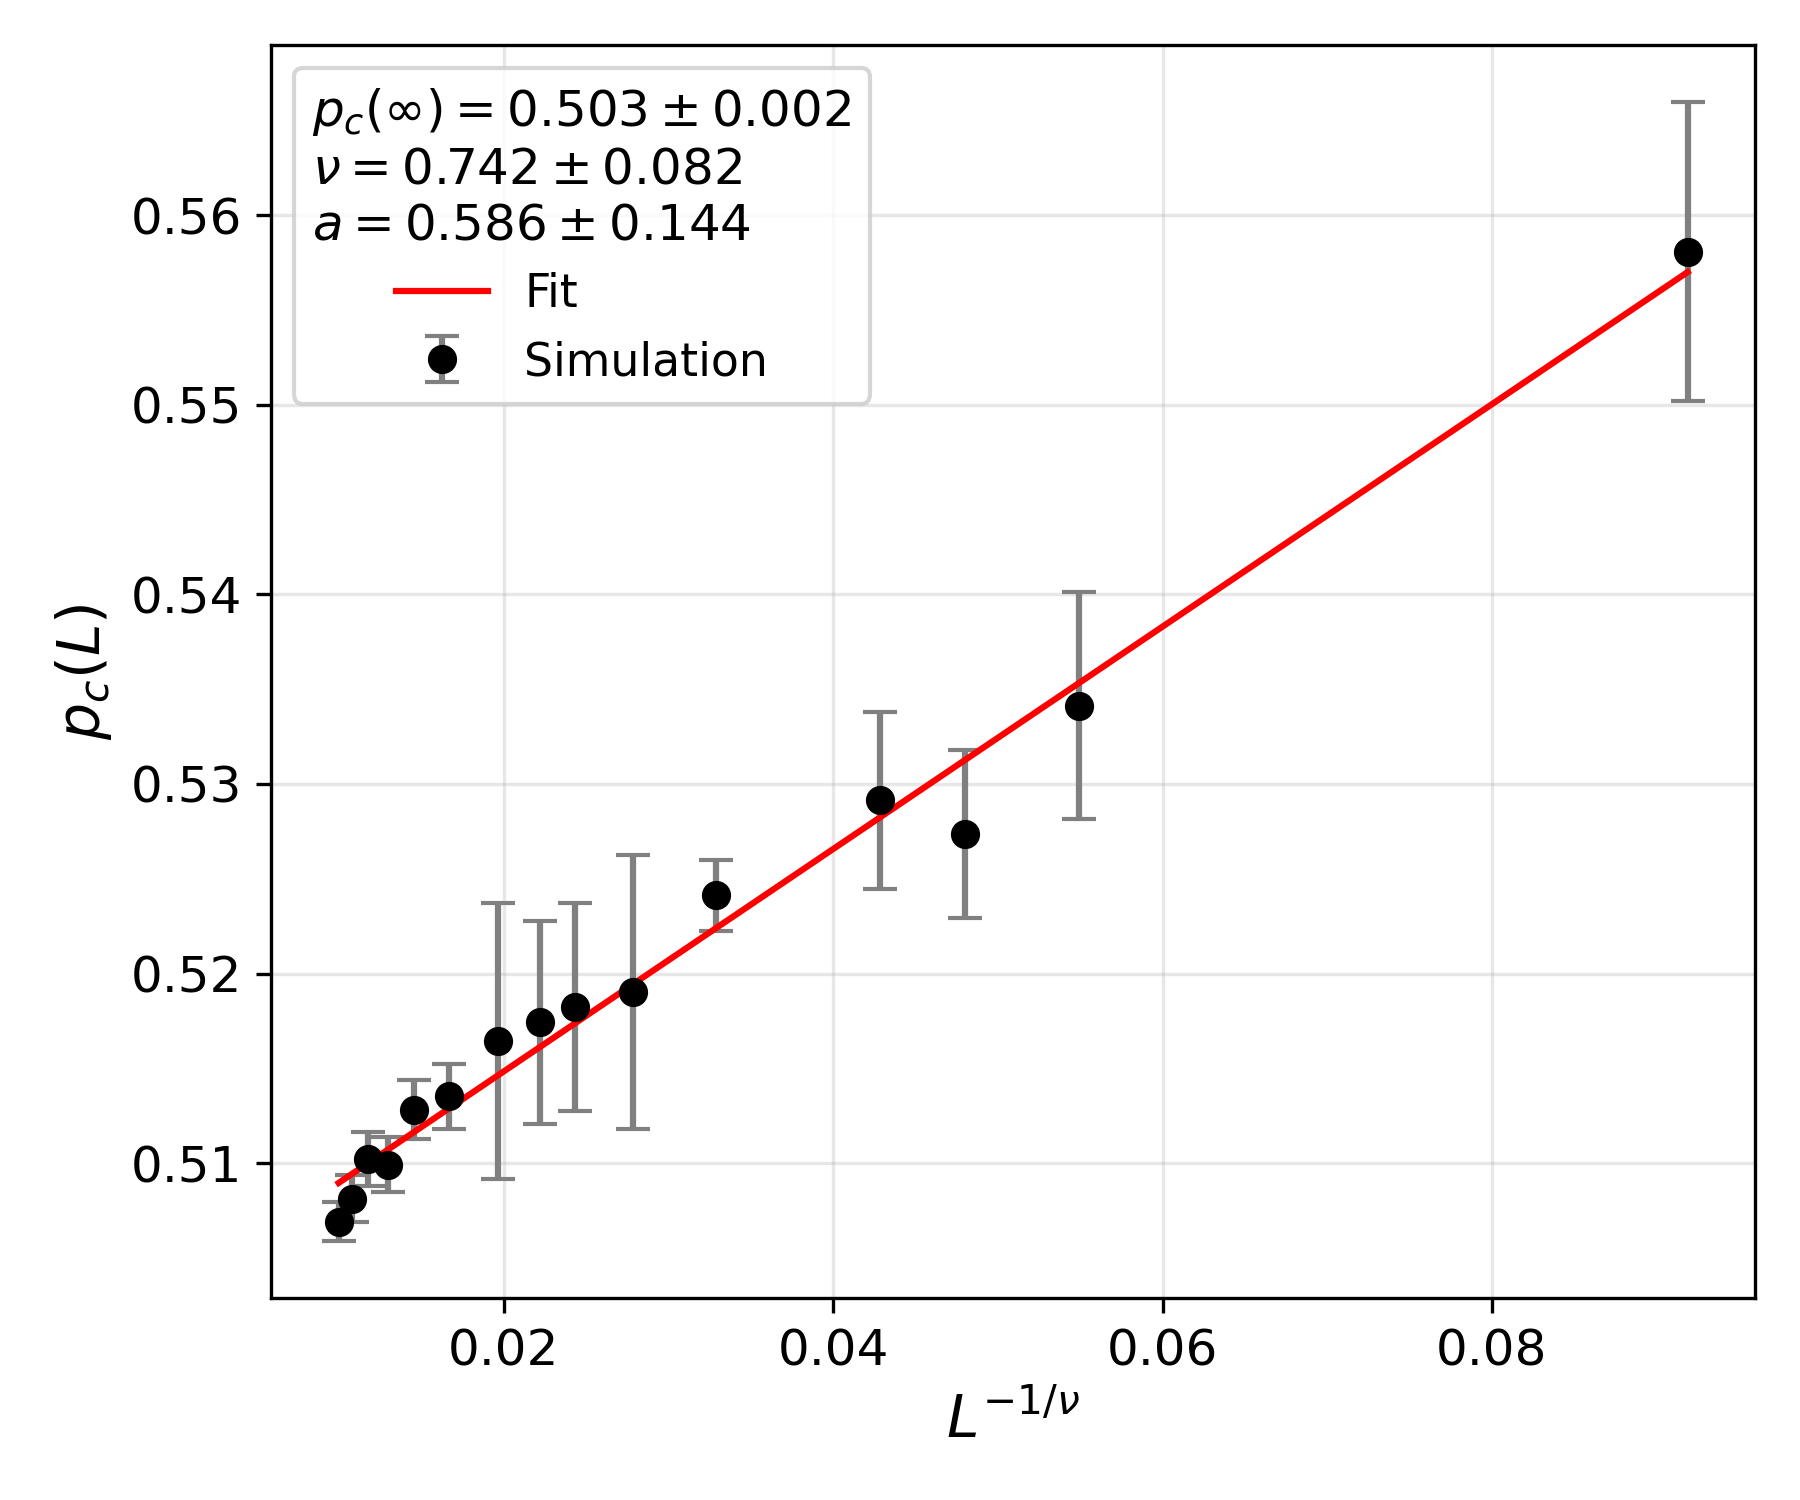 p_c(∞) = 0.503 ± 0.002
ν = 0.742 ± 0.082
a = 0.586 ± 0.144
Fit
Simulation
p_c(L)
0.56
0.55
0.54
0.53
0.52
0.51
0.02 0.04 0.06 0.08
L^{-1/ν}